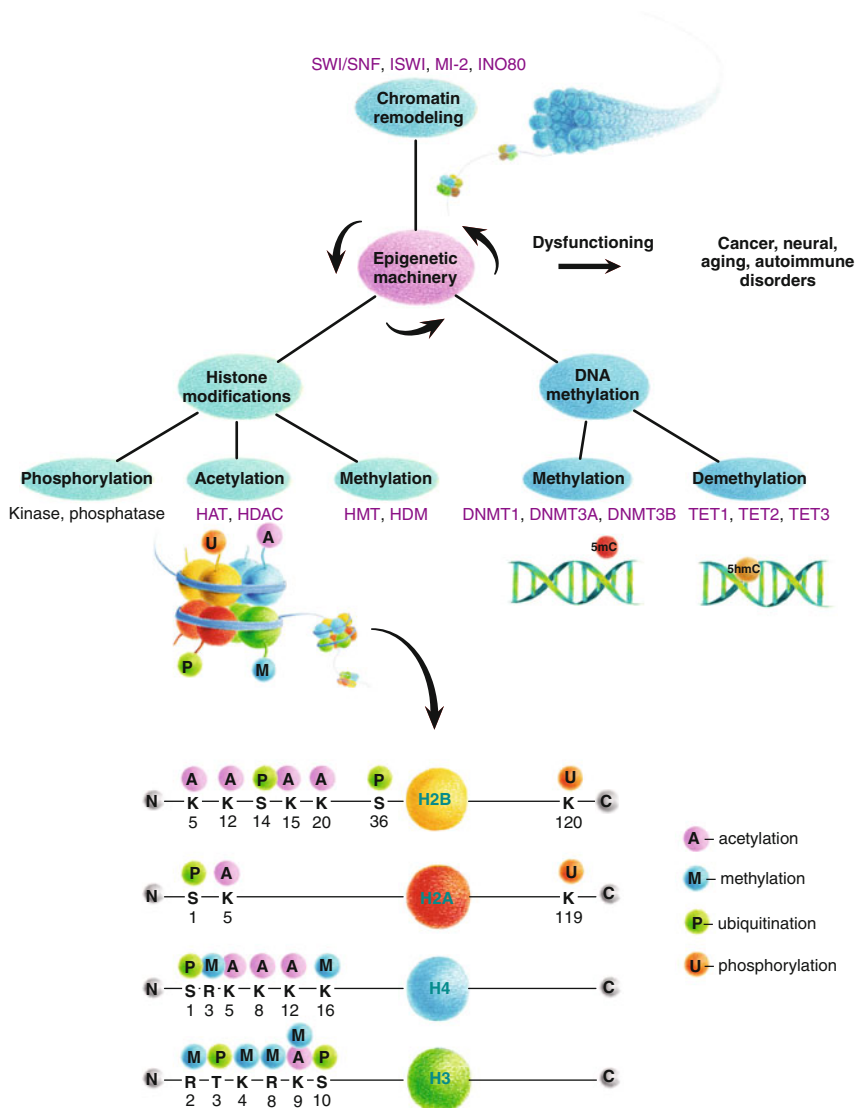 SWI/SNF, ISWI, MI-2, INO80
Chromatin
remodeling
Epigenetic
machinery
Dysfunctioning
Cancer, neural,
aging, autoimmune
disorders
Histone
modifications
DNA
methylation
Phosphorylation
Acetylation
Methylation
Methylation
Demethylation
Kinase, phosphatase
HAT, HDAC
HMT, HDM
DNMT1, DNMT3A, DNMT3B
TET1, TET2, TET3
U A
5mC
5hmC
P M
A A P A A P U
N K K S K K S H2B K C
5 12 14 15 20 36 120
P A U
N S K H2A K C
1 5 119
P M A A A M
N S R K K K K H4 C
1 3 5 8 12 16
M
M P M M A P
N R T K R K S H3 C
2 3 4 8 9 10
A – acetylation
M – methylation
P – ubiquitination
U – phosphorylation